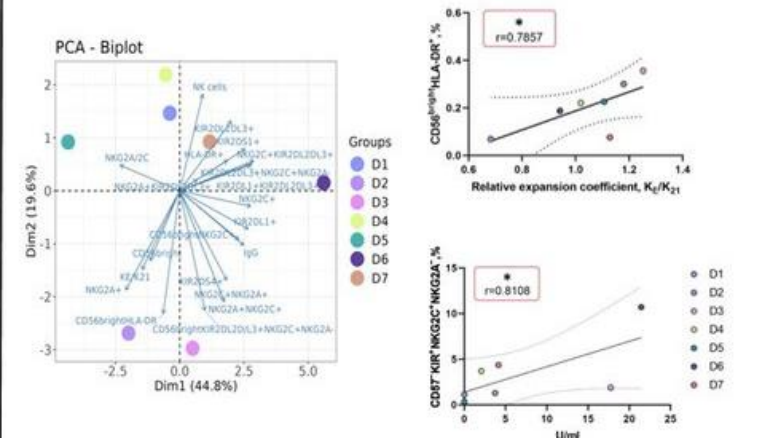 PCA - Biplot
Dim2 (19.6%)
2
1
0
-1
-2
-3
-2.5
0.0
2.5
5.0
Dim1 (44.8%)
NK cells
KIR2DL2DL3+
KIR2DS1+
HLA-DR+
NKG2C+KIR2DL2DL3+
NKG2A/2C
NKG2C+
KIR2DL1+
IgG
CD56bright
KE/K21
KIR2DS4+
NKG2A+
NKG2C+NKG2A+
NKG2A+NKG2C+
CD56brightHLA-DR
Groups
D1
D2
D3
D4
D5
D6
D7
CD56brightHLA-DR+, %
0.6
0.4
0.2
0.0
*
r=0.7857
0.6
0.8
1.0
1.2
1.4
Relative expansion coefficient, KE/K21
CD57-KIR+NKG2C+NKG2A-,%
15
10
5
0
*
r=0.8108
0
5
10
15
20
25
U/ml
D1
D2
D3
D4
D5
D6
D7